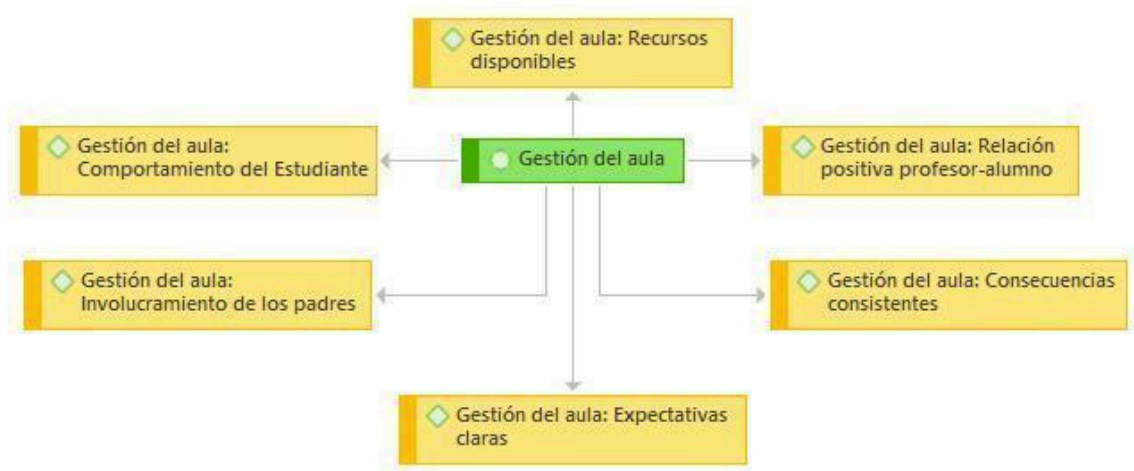 Gestión del aula: Recursos
disponibles
Gestión del aula:
Comportamiento del Estudiante
Gestión del aula
Gestión del aula: Relación
positiva profesor-alumno
Gestión del aula:
Involucramiento de los padres
Gestión del aula: Consecuencias
consistentes
Gestión del aula: Expectativas
claras